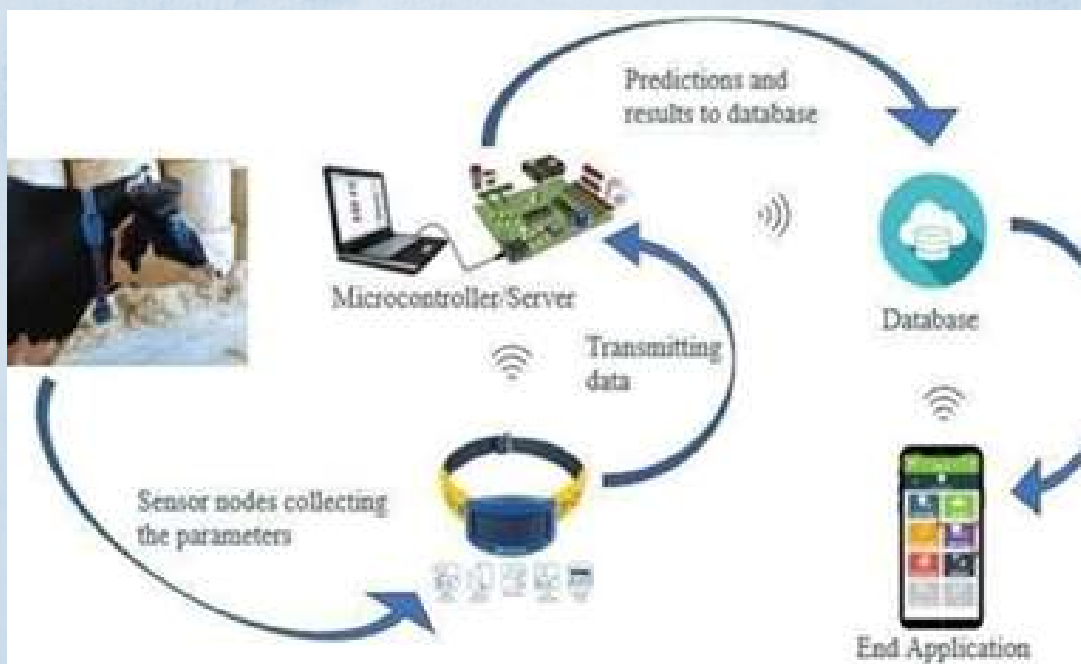 Predictions and
results to database
Microcontroller/Server
Database
Transmitting
data
Sensor nodes collecting
the parameters
End Application